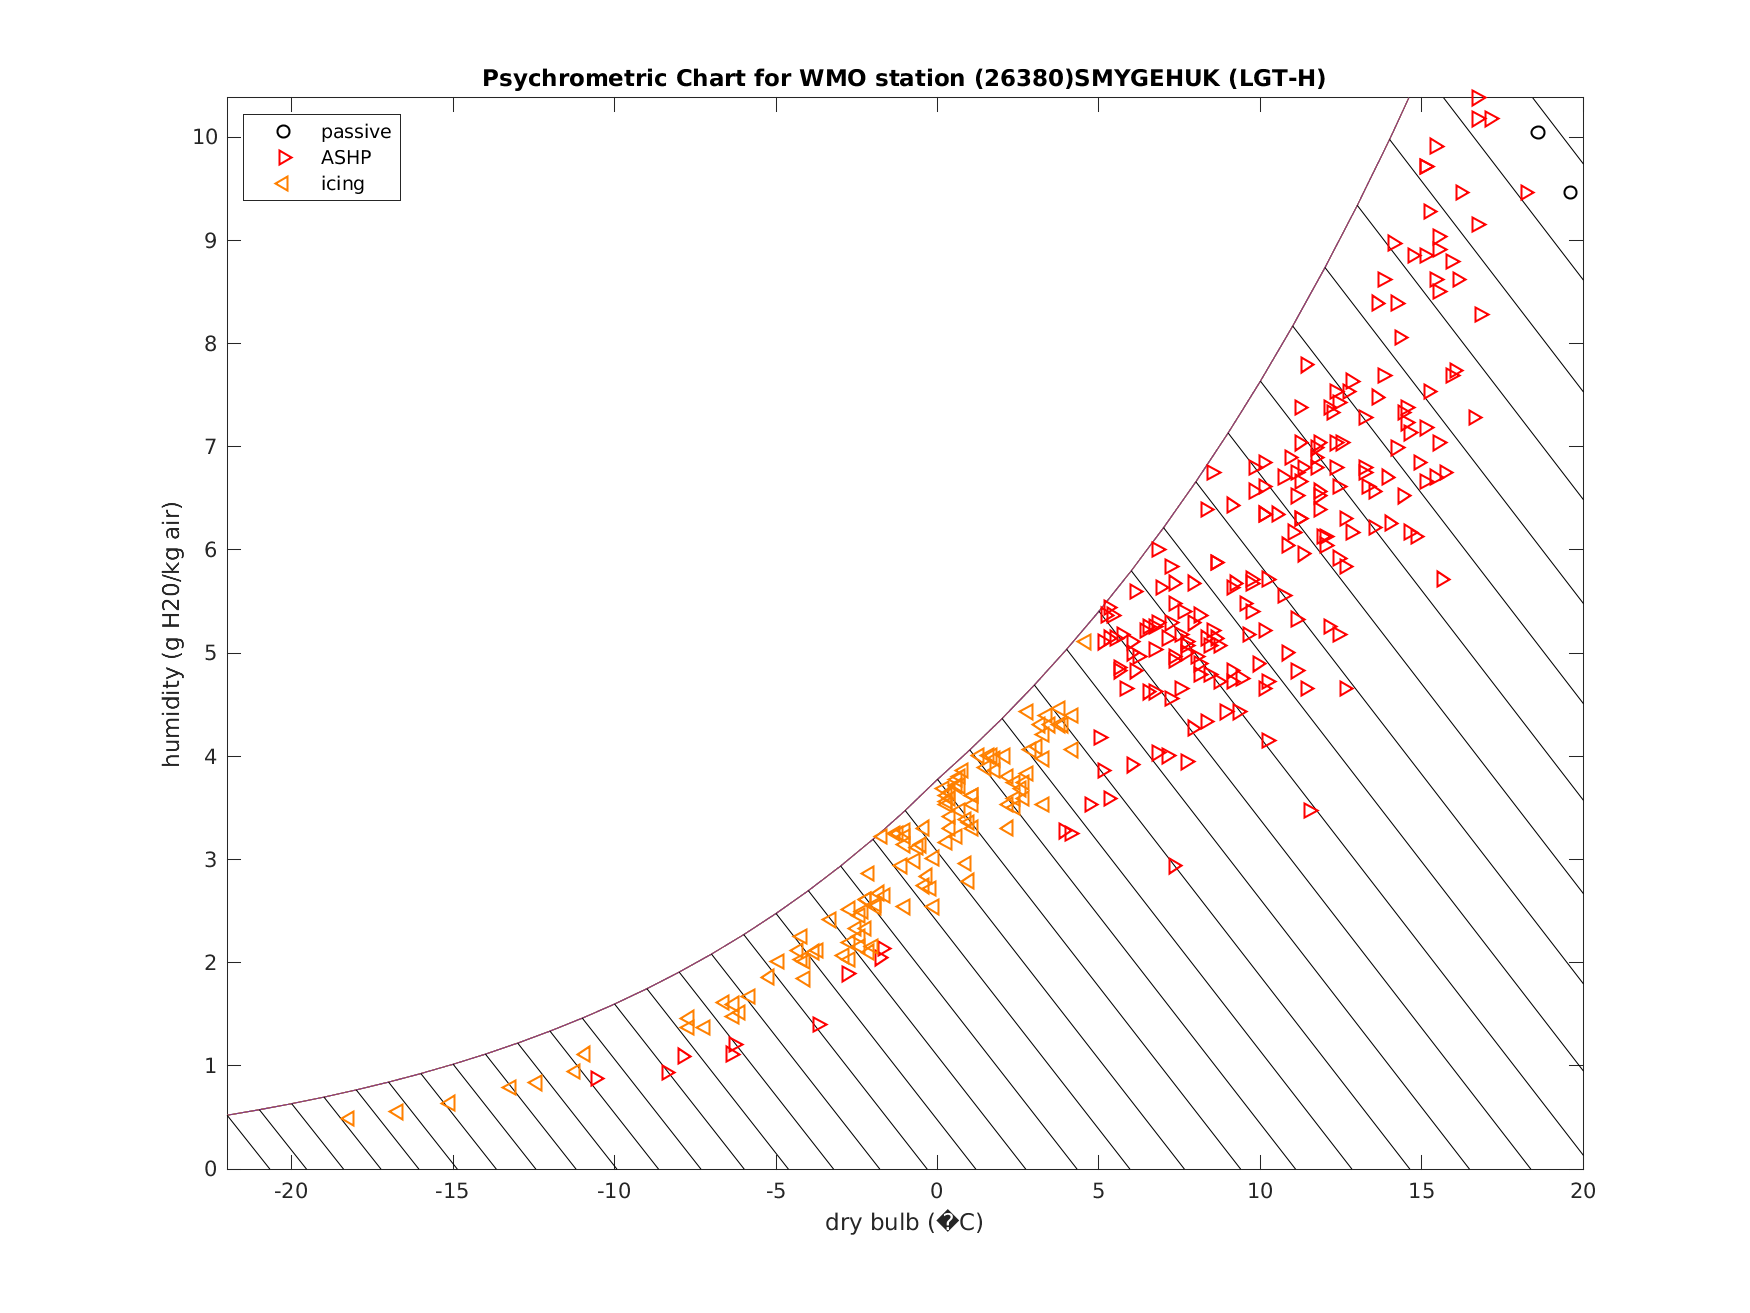 Psychrometric Chart for WMO station (26380)SMYGEHUK (LGT-H)
passive
ASHP
icing
10
9
8
7
6
5
4
3
2
1
0
humidity (g H20/kg air)
-20 -15 -10 -5 0 5 10 15 20
dry bulb (�C)